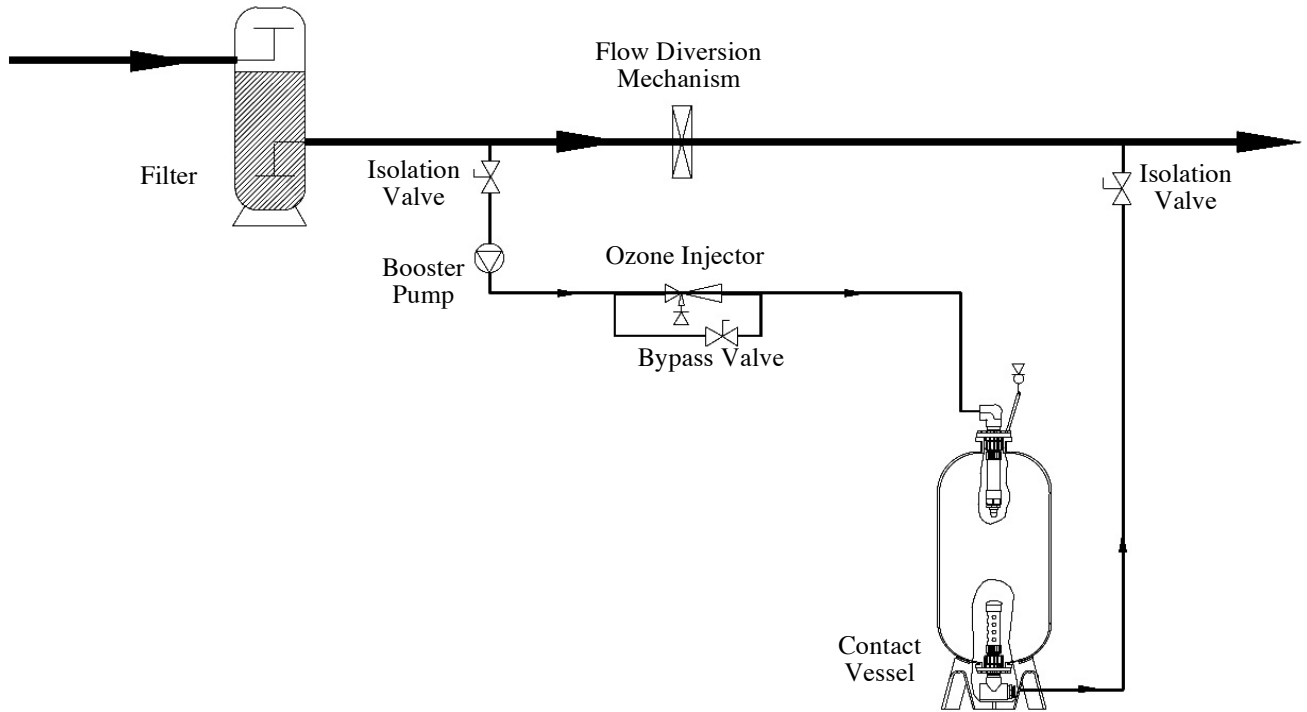 Flow Diversion
Mechanism
Filter
Isolation
Valve
Isolation
Valve
Booster
Pump
Ozone Injector
Bypass Valve
Contact
Vessel